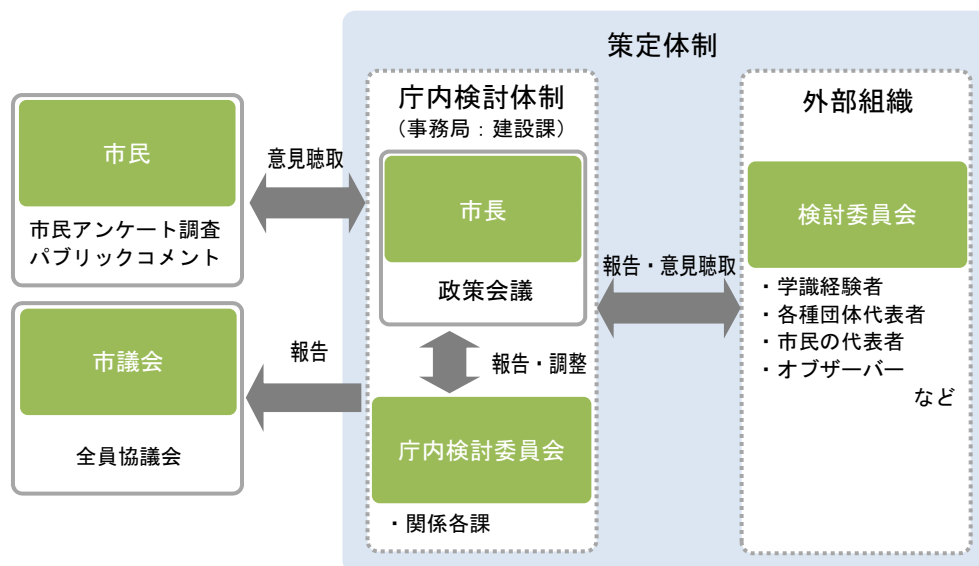 策定体制
市民
市民アンケート調査
パブリックコメント
意見聴取
市議会
全員協議会
報告
庁内検討体制
（事務局：建設課）
市長
政策会議
報告・調整
庁内検討委員会
・関係各課
報告・意見聴取
外部組織
検討委員会
・学識経験者
・各種団体代表者
・市民の代表者
・オブザーバー
など